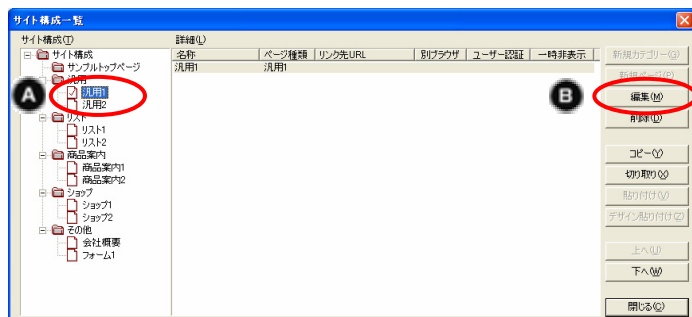 サイト構成一覧
サイト構成(T)
詳細(L)
サイト構成
サンプルトップページ
汎用
汎用1
汎用2
リスト
リスト1
リスト2
商品案内
商品案内1
商品案内2
ショップ
ショップ1
ショップ2
その他
会社概要
フォーム1
A
名称 ページ種類 リンク先URL 別ブラウザ ユーザー認証 一時非表示
汎用1 汎用1
B
新規カテゴリー(G)
新規ページ(P)
編集(M)
削除(D)
コピー(Y)
切り取り(X)
貼り付け(V)
デザイン貼り付け(Z)
上へ(U)
下へ(W)
閉じる(C)